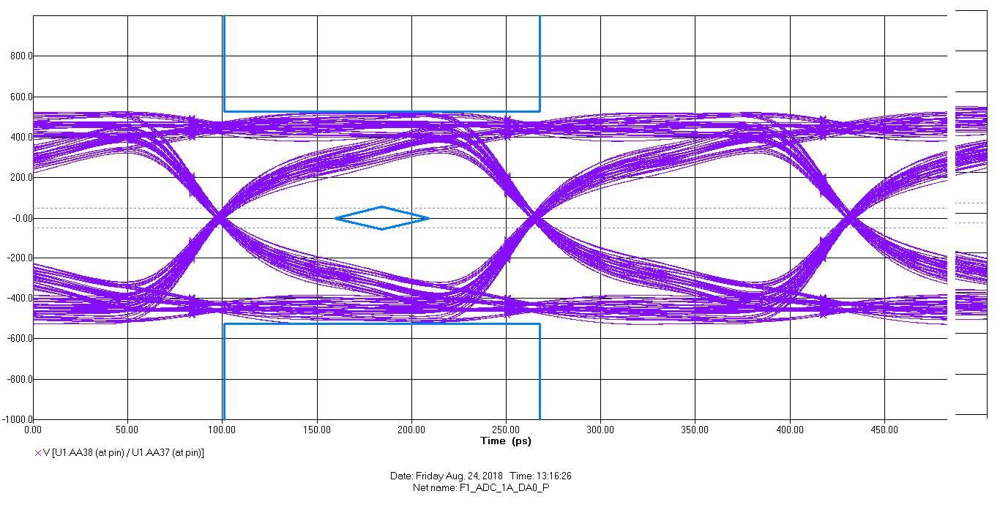 800.0
600.0
400.0
200.0
-0.00
-200.0
-400.0
-600.0
-800.0
-1000.0
0.00 50.00 100.00 150.00 200.00 250.00 300.00 350.00 400.00 450.00
Time (ps)
V [U1.AA38 (at pin) / U1.AA37 (at pin)]
Date: Friday Aug. 24, 2018 Time: 13:16:26
Net name: F1_ADC_1A_DA0_P